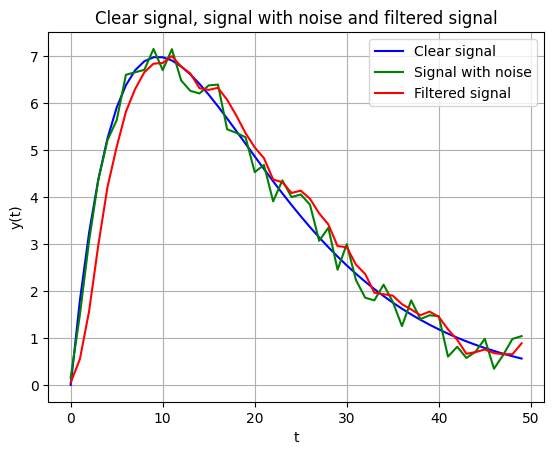 Clear signal, signal with noise and filtered signal
Clear signal
Signal with noise
Filtered signal
y(t)
7
6
5
4
3
2
1
0
0
10
20
30
40
50
t